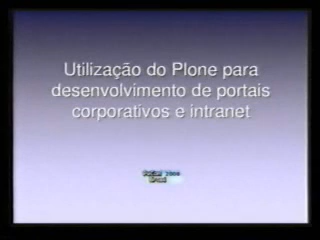 Utilização do Plone para
desenvolvimento de portais
corporativos e intranet